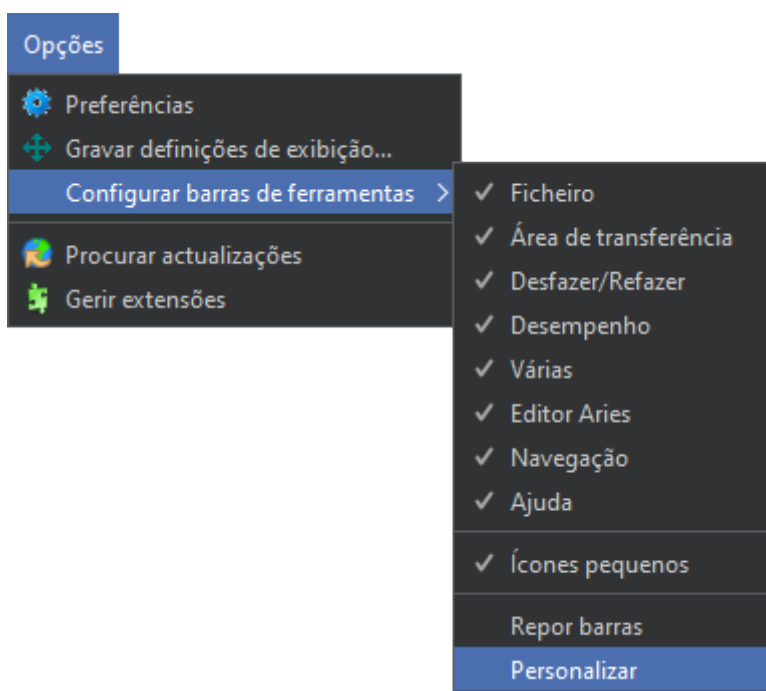 Opções
Preferências
Gravar definições de exibição...
Configurar barras de ferramentas
Procurar actualizações
Gerir extensões
Ficheiro
Área de transferência
Desfazer/Refazer
Desempenho
Várias
Editor Aries
Navegação
Ajuda
Ícones pequenos
Repor barras
Personalizar